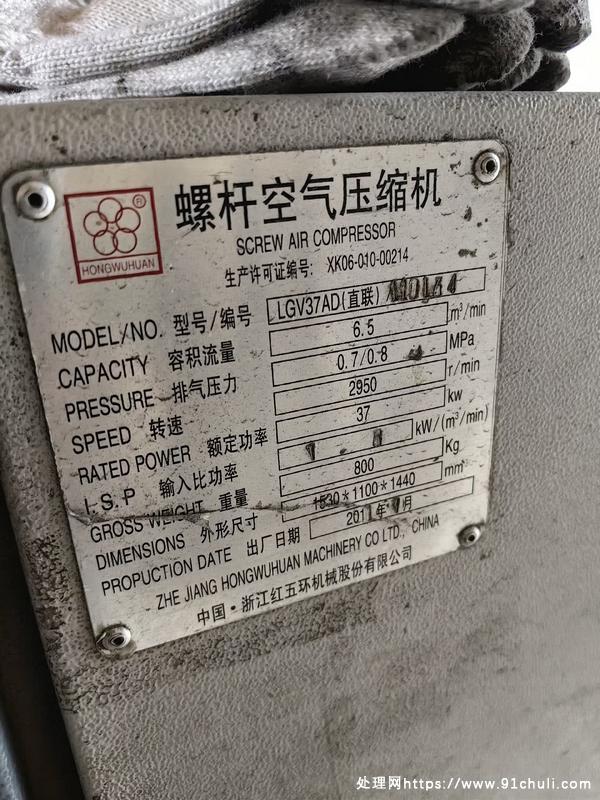 HONGWUHUAN ®
螺杆空气压缩机
SCREW AIR COMPRESSOR
生产许可证编号: XK06-010-00214
MODEL/NO. 型号/编号 LGV37AD(直联)
CAPACITY 容积流量 6.5 m³/min
PRESSURE 排气压力 0.7/0.8 MPa
SPEED 转速 2950 r/min
RATED POWER 额定功率 37 kw
I.S.P 输入比功率 kW/(m³/min)
GROSS WEIGHT 重量 800 Kg
DIMENSIONS 外形尺寸 1530*1100*1440 mm³
PROPUCTION DATE 出厂日期 2011年 月
ZHE JIANG HONGWUHUAN MACHINERY CO LTD., CHINA
中国·浙江红五环机械股份有限公司
处理网https://www.91chuli.com